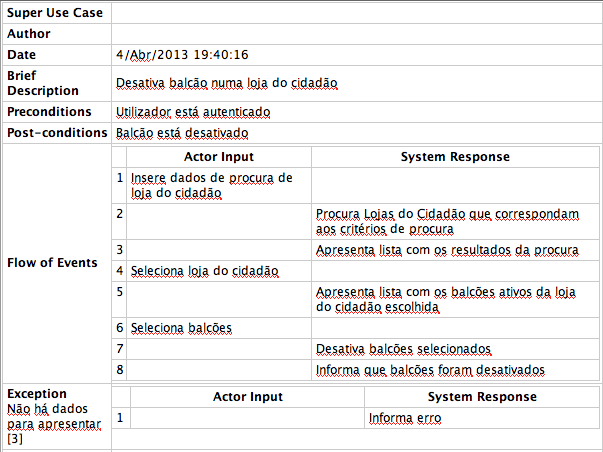 Super Use Case
Author
Date 4/Abr/2013 19:40:16
Brief
Description
Desativa balcão numa loja do cidadão
Preconditions Utilizador está autenticado
Post-conditions Balcão está desativado
Flow of Events
Actor Input System Response
1 Insere dados de procura de
loja do cidadão
2 Procura Lojas do Cidadão que correspondam
aos critérios de procura
3 Apresenta lista com os resultados da procura
4 Seleciona loja do cidadão
5 Apresenta lista com os balcões ativos da loja
do cidadão escolhida
6 Seleciona balcões
7 Desativa balcões selecionados
8 Informa que balcões foram desativados
Exception
Não há dados
para apresentar
[3]
Actor Input System Response
1 Informa erro